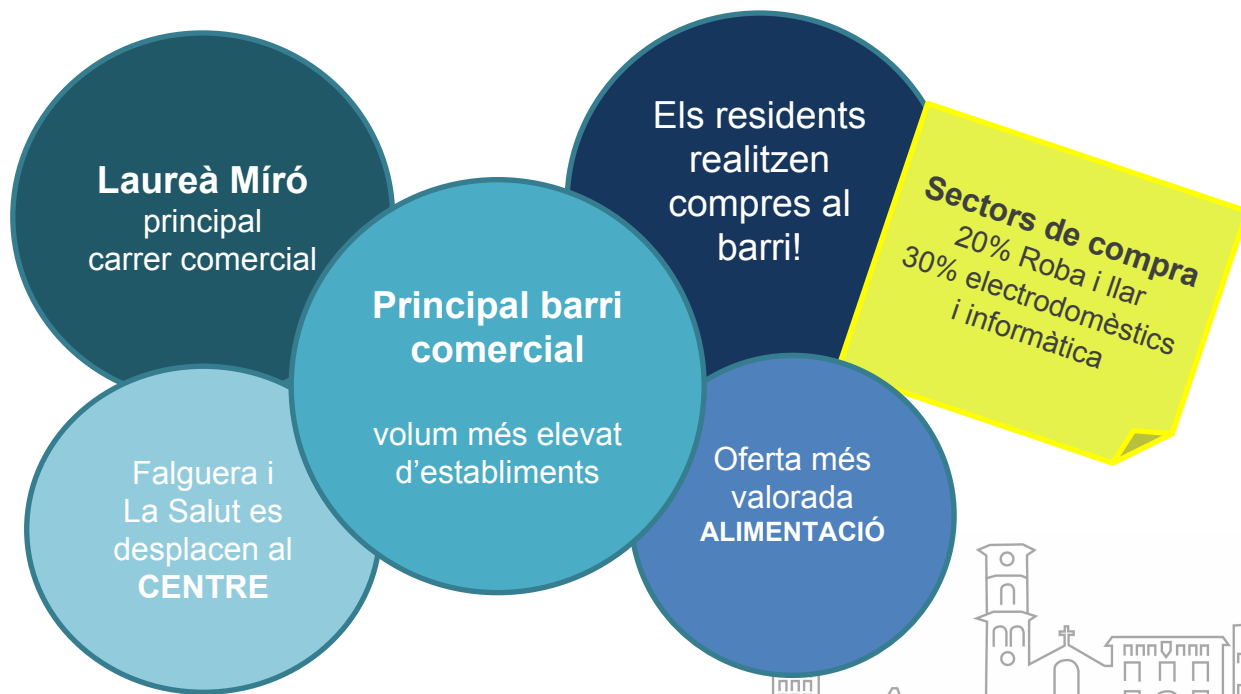 Laureà Míró
principal
carrer comercial
Els residents
realitzen
compres al
barri!
Sectors de compra
20% Roba i llar
30% electrodomèstics
i informàtica
Principal barri
comercial
volum més elevat
d’establiments
Falguera i
La Salut es
desplacen al
CENTRE
Oferta més
valorada
ALIMENTACIÓ